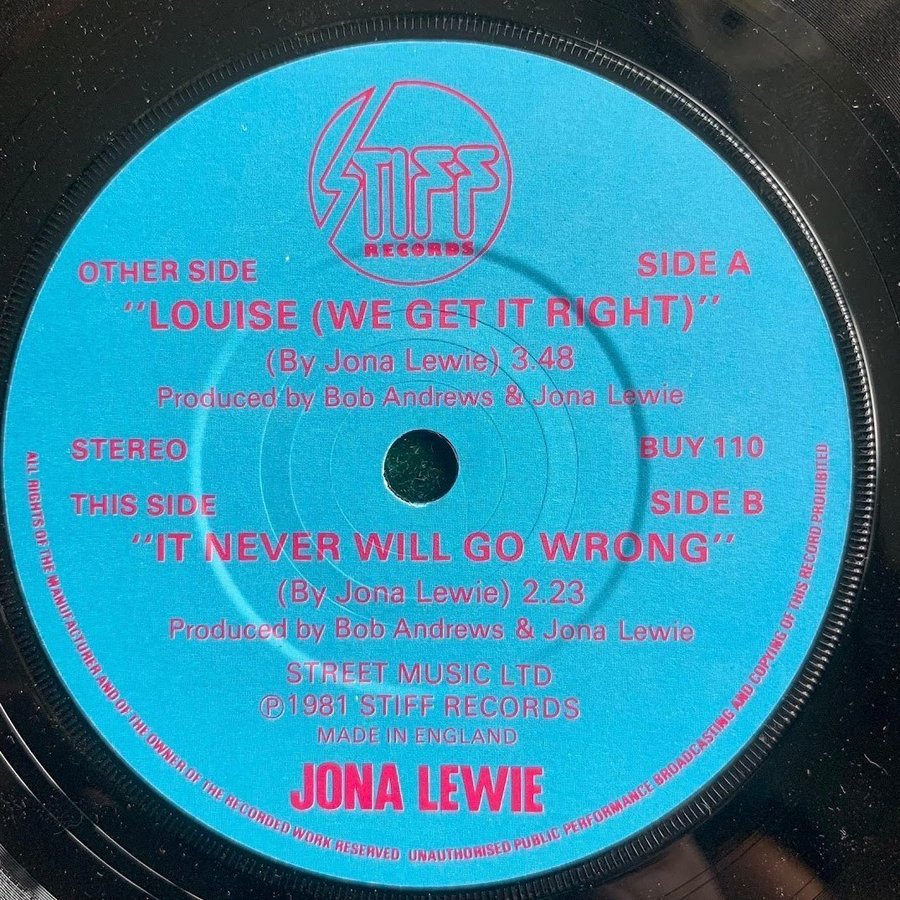 STIFF
RECORDS
OTHER SIDE SIDE A
"LOUISE (WE GET IT RIGHT)"
(By Jona Lewie) 3.48
Produced by Bob Andrews & Jona Lewie
STEREO BUY 110
THIS SIDE SIDE B
"IT NEVER WILL GO WRONG"
(By Jona Lewie) 2.23
Produced by Bob Andrews & Jona Lewie
STREET MUSIC LTD
℗1981 STIFF RECORDS
MADE IN ENGLAND
JONA LEWIE
ALL RIGHTS OF THE MANUFACTURER AND OF THE OWNER OF THE RECORDED WORK RESERVED UNAUTHORISED PUBLIC PERFORMANCE BROADCASTING AND COPYING OF THIS RECORD PROHIBITED